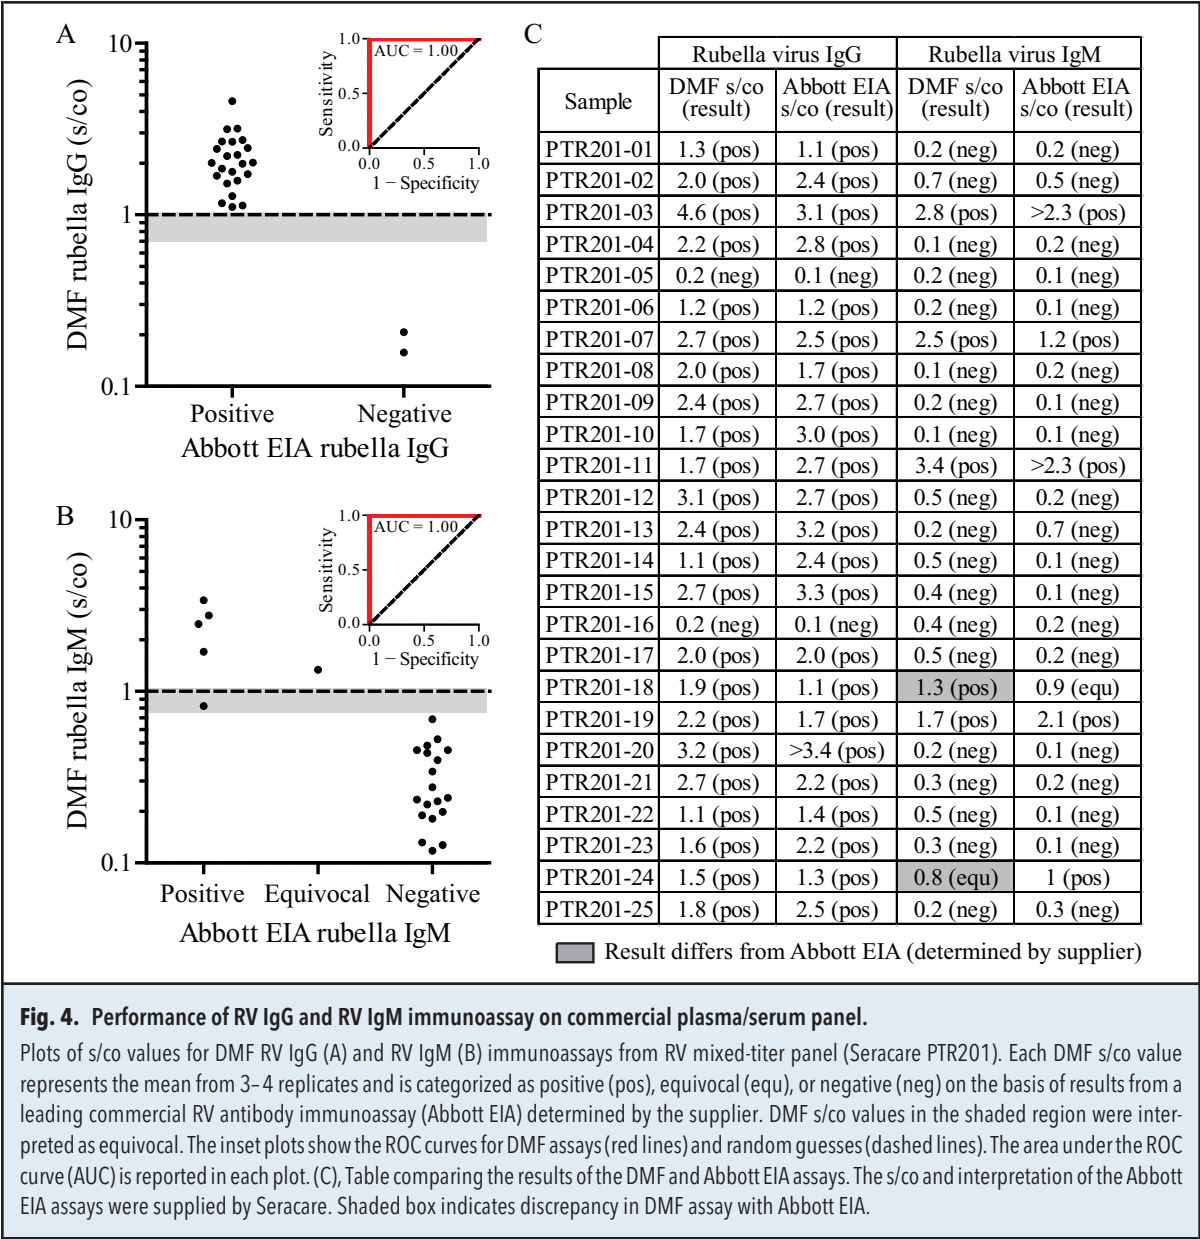 A
10
1
0.1
DMF rubella IgG (s/co)
Positive
Negative
Abbott EIA rubella IgG
1.0
0.5
0.0
Sensitivity
AUC = 1.00
0.0 0.5 1.0
1 – Specificity
B
10
1
0.1
DMF rubella IgM (s/co)
Positive Equivocal Negative
Abbott EIA rubella IgM
1.0
0.5
0.0
Sensitivity
AUC = 1.00
0.0 0.5 1.0
1 – Specificity
C
Rubella virus IgG Rubella virus IgM
Sample DMF s/co (result) Abbott EIA s/co (result) DMF s/co (result) Abbott EIA s/co (result)
PTR201-01 1.3 (pos) 1.1 (pos) 0.2 (neg) 0.2 (neg)
PTR201-02 2.0 (pos) 2.4 (pos) 0.7 (neg) 0.5 (neg)
PTR201-03 4.6 (pos) 3.1 (pos) 2.8 (pos) >2.3 (pos)
PTR201-04 2.2 (pos) 2.8 (pos) 0.1 (neg) 0.2 (neg)
PTR201-05 0.2 (neg) 0.1 (neg) 0.2 (neg) 0.1 (neg)
PTR201-06 1.2 (pos) 1.2 (pos) 0.2 (neg) 0.1 (neg)
PTR201-07 2.7 (pos) 2.5 (pos) 2.5 (pos) 1.2 (pos)
PTR201-08 2.0 (pos) 1.7 (pos) 0.1 (neg) 0.2 (neg)
PTR201-09 2.4 (pos) 2.7 (pos) 0.2 (neg) 0.1 (neg)
PTR201-10 1.7 (pos) 3.0 (pos) 0.1 (neg) 0.1 (neg)
PTR201-11 1.7 (pos) 2.7 (pos) 3.4 (pos) >2.3 (pos)
PTR201-12 3.1 (pos) 2.7 (pos) 0.5 (neg) 0.2 (neg)
PTR201-13 2.4 (pos) 3.2 (pos) 0.2 (neg) 0.7 (neg)
PTR201-14 1.1 (pos) 2.4 (pos) 0.5 (neg) 0.1 (neg)
PTR201-15 2.7 (pos) 3.3 (pos) 0.4 (neg) 0.1 (neg)
PTR201-16 0.2 (neg) 0.1 (neg) 0.4 (neg) 0.2 (neg)
PTR201-17 2.0 (pos) 2.0 (pos) 0.5 (neg) 0.2 (neg)
PTR201-18 1.9 (pos) 1.1 (pos) 1.3 (pos) 0.9 (equ)
PTR201-19 2.2 (pos) 1.7 (pos) 1.7 (pos) 2.1 (pos)
PTR201-20 3.2 (pos) >3.4 (pos) 0.2 (neg) 0.1 (neg)
PTR201-21 2.7 (pos) 2.2 (pos) 0.3 (neg) 0.2 (neg)
PTR201-22 1.1 (pos) 1.4 (pos) 0.5 (neg) 0.1 (neg)
PTR201-23 1.6 (pos) 2.2 (pos) 0.3 (neg) 0.1 (neg)
PTR201-24 1.5 (pos) 1.3 (pos) 0.8 (equ) 1 (pos)
PTR201-25 1.8 (pos) 2.5 (pos) 0.2 (neg) 0.3 (neg)
Result differs from Abbott EIA (determined by supplier)
Fig. 4. Performance of RV IgG and RV IgM immunoassay on commercial plasma/serum panel.
Plots of s/co values for DMF RV IgG (A) and RV IgM (B) immunoassays from RV mixed-titer panel (Seracare PTR201). Each DMF s/co value
represents the mean from 3–4 replicates and is categorized as positive (pos), equivocal (equ), or negative (neg) on the basis of results from a
leading commercial RV antibody immunoassay (Abbott EIA) determined by the supplier. DMF s/co values in the shaded region were inter-
preted as equivocal. The inset plots show the ROC curves for DMF assays (red lines) and random guesses (dashed lines). The area under the ROC
curve (AUC) is reported in each plot. (C), Table comparing the results of the DMF and Abbott EIA assays. The s/co and interpretation of the Abbott
EIA assays were supplied by Seracare. Shaded box indicates discrepancy in DMF assay with Abbott EIA.